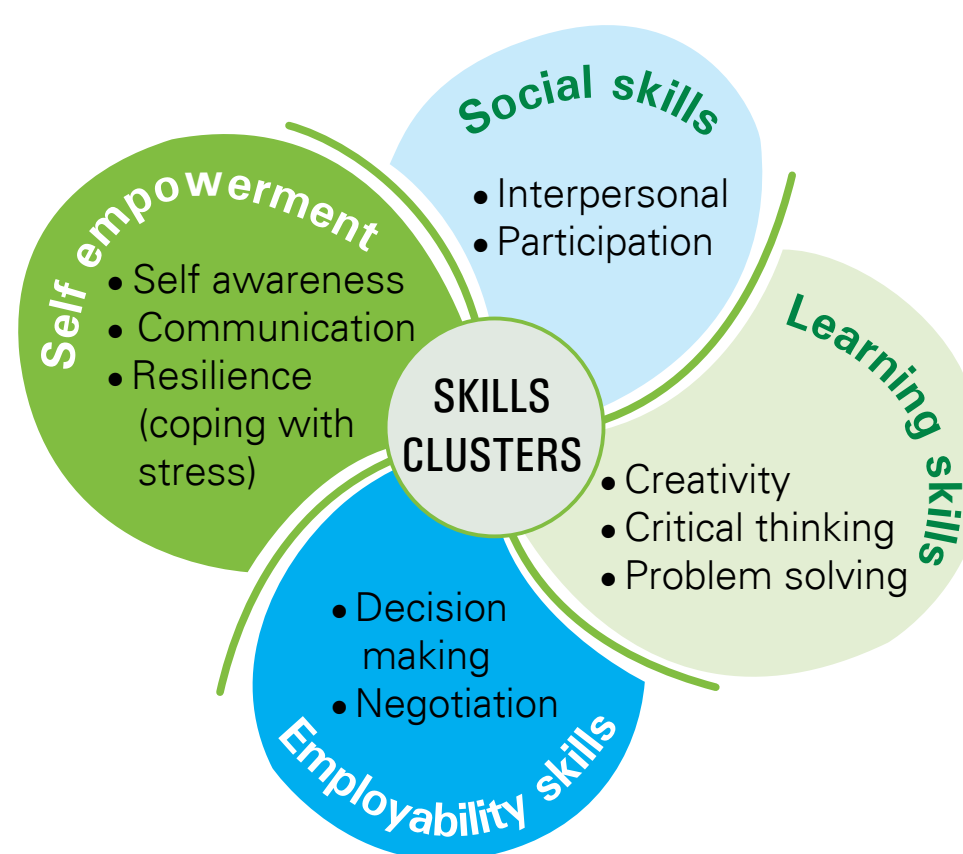 Social skills
• Interpersonal
• Participation
Self empowerment
• Self awareness
• Communication
• Resilience
(coping with
stress)
SKILLS
CLUSTERS
Learning skills
• Creativity
• Critical thinking
• Problem solving
• Decision
making
• Negotiation
Employability skills